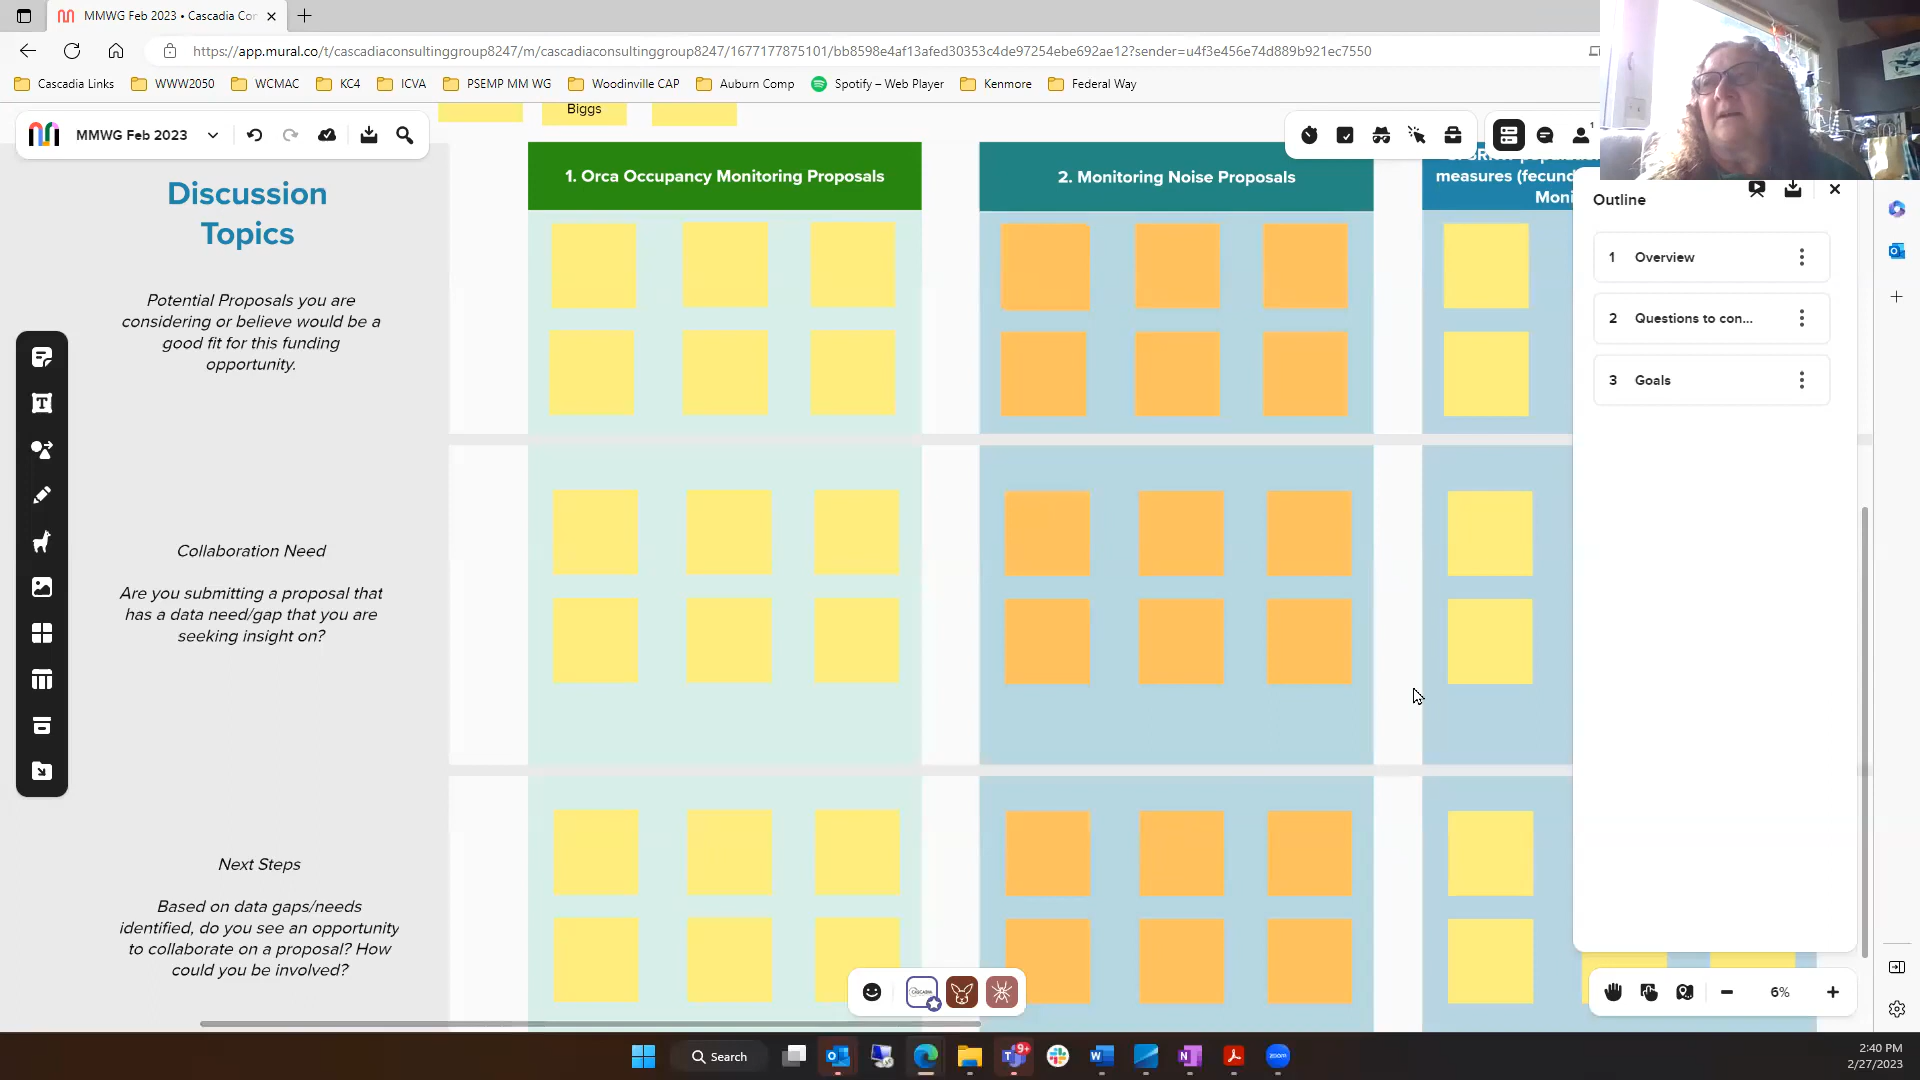 MMWG Feb 2023 • Cascadia Co
https://app.mural.co/t/cascadiaconsultinggroup8247/m/cascadiaconsultinggroup8247/1677177875101/bb8598e4af13afed30353c4de97254ebe692ae12?sender=u4f3e456e74d889b921ec7550
Cascadia Links WWW2050 WCMAC KC4 ICVA PSEMP MM WG Woodinville CAP Auburn Comp Spotify – Web Player Kenmore Federal Way
Biggs
MMWG Feb 2023
1
Discussion
Topics
Potential Proposals you are
considering or believe would be a
good fit for this funding
opportunity.
Collaboration Need
Are you submitting a proposal that
has a data need/gap that you are
seeking insight on?
Next Steps
Based on data gaps/needs
identified, do you see an opportunity
to collaborate on a proposal? How
could you be involved?
1. Orca Occupancy Monitoring Proposals
2. Monitoring Noise Proposals
measures (fecund
Moni
Outline
1 Overview
2 Questions to con...
3 Goals
CASCADIA
6%
Search
9+
zoom
2:40 PM
2/27/2023